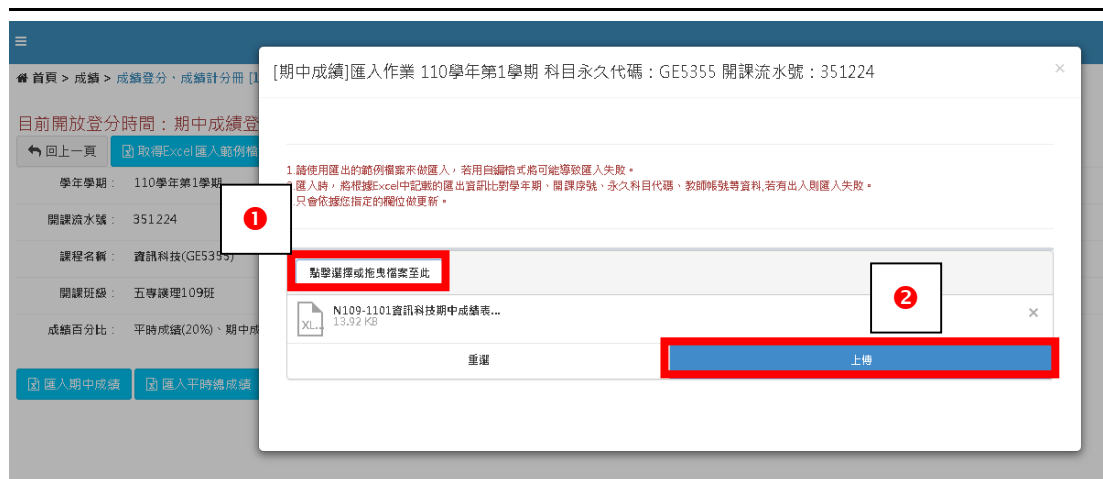 [期中成績]匯入作業 110學年第1學期 科目永久代碼：GE5355 開課流水號：351224
×
首頁 > 成績 > 成績登分、成績計分冊 [1
目前開放登分時間：期中成績登
回上一頁
取得Excel匯入範例檔
1.請使用匯出的範例檔案來做匯入，若用自編格式將可能導致匯入失敗。
匯入時，將根據Excel中記載的匯出資訊比對學年期、開課序號、永久科目代碼、教師帳號等資料,若有出入則匯入失敗。
只會依據您指定的欄位做更新。
學年學期： 110學年第1學期
❶
開課流水號： 351224
課程名稱： 資訊科技(GE5355)
點擊選擇或拖曳檔案至此
❷
開課班級： 五專護理109班
XL...
N109-1101資訊科技期中成績表...
13.92 KB
×
成績百分比： 平時成績(20%)、期中成
重選
上傳
匯入期中成績
匯入平時總成績